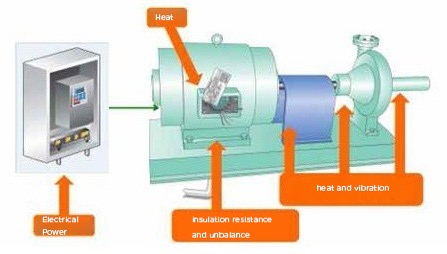 Heat
heat and vibration
Electrical
Power
insulation resistance
and unbalance